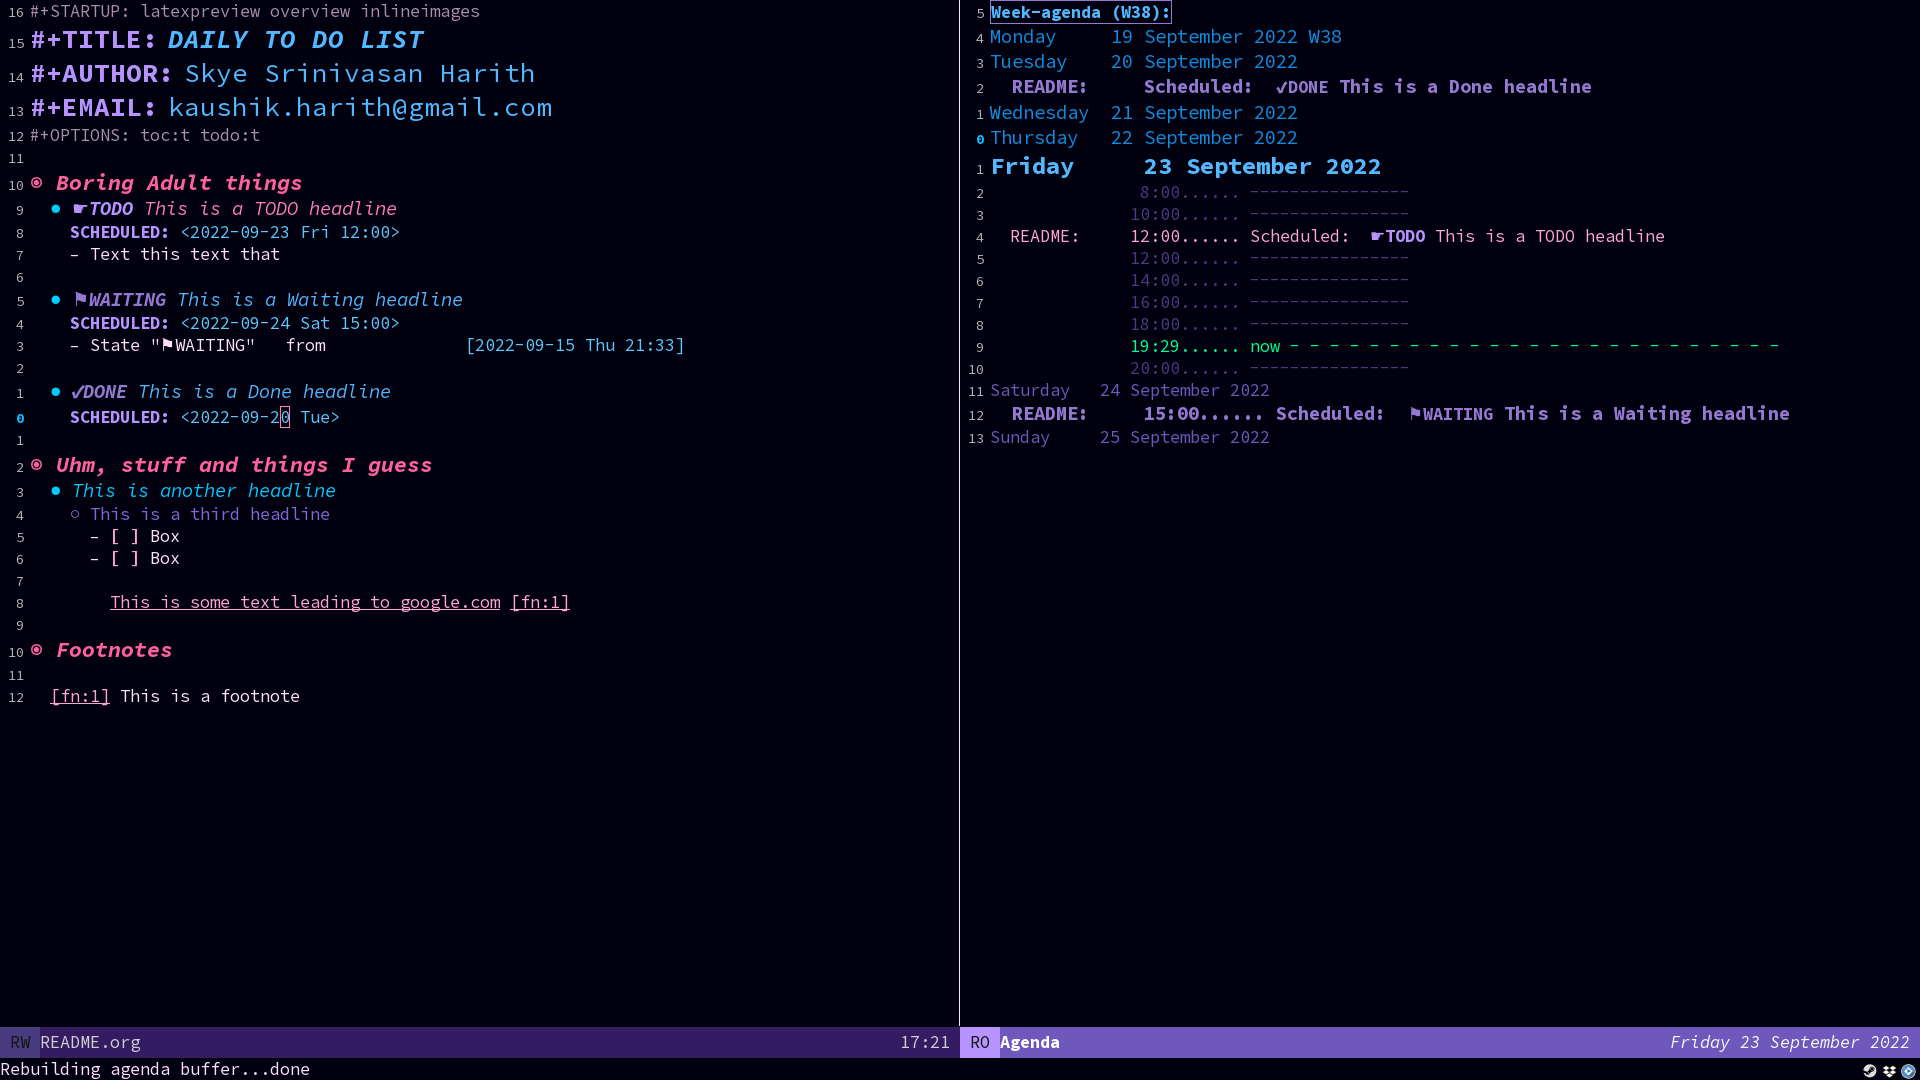 16 #+STARTUP: latexpreview overview inlineimages
15 #+TITLE: DAILY TO DO LIST
14 #+AUTHOR: Skye Srinivasan Harith
13 #+EMAIL: kaushik.harith@gmail.com
12 #+OPTIONS: toc:t todo:t
11
10 ◉ Boring Adult things
9 ● ☛TODO This is a TODO headline
8 SCHEDULED: <2022-09-23 Fri 12:00>
7 – Text this text that
6
5 ● ⚑WAITING This is a Waiting headline
4 SCHEDULED: <2022-09-24 Sat 15:00>
3 – State "⚑WAITING" from [2022-09-15 Thu 21:33]
2
1 ● ✓DONE This is a Done headline
0 SCHEDULED: <2022-09-20 Tue>
1
2 ◉ Uhm, stuff and things I guess
3 ● This is another headline
4 ○ This is a third headline
5 – [ ] Box
6 – [ ] Box
7
8 This is some text leading to google.com [fn:1]
9
10 ◉ Footnotes
11
12 [fn:1] This is a footnote
RW README.org 17:21
5 Week-agenda (W38):
4 Monday 19 September 2022 W38
3 Tuesday 20 September 2022
2 README: Scheduled: ✓DONE This is a Done headline
1 Wednesday 21 September 2022
0 Thursday 22 September 2022
1 Friday 23 September 2022
2 8:00...... ----------------
3 10:00...... ----------------
4 README: 12:00...... Scheduled: ☛TODO This is a TODO headline
5 12:00...... ----------------
6 14:00...... ----------------
7 16:00...... ----------------
8 18:00...... ----------------
9 19:29...... now - - - - - - - - - - - - - - - - - - - - - - - - -
10 20:00...... ----------------
11 Saturday 24 September 2022
12 README: 15:00...... Scheduled: ⚑WAITING This is a Waiting headline
13 Sunday 25 September 2022
RO Agenda Friday 23 September 2022
Rebuilding agenda buffer...done